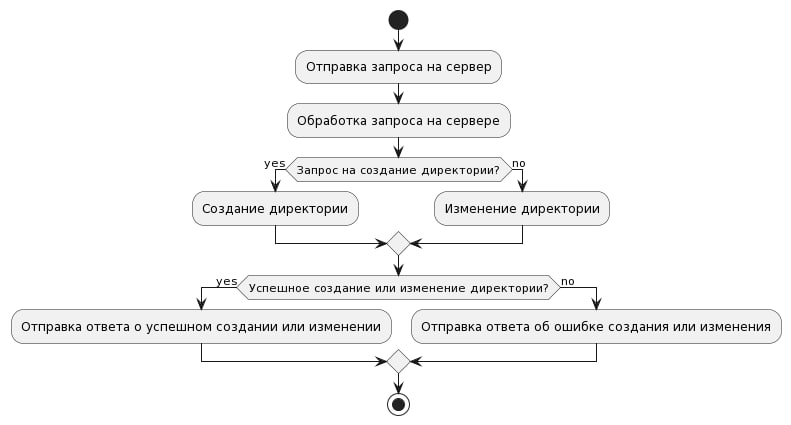 Отправка запроса на сервер
Обработка запроса на сервере
yes
Запрос на создание директории?
no
Создание директории
Изменение директории
yes
Успешное создание или изменение директории?
no
Отправка ответа о успешном создании или изменении
Отправка ответа об ошибке создания или изменения